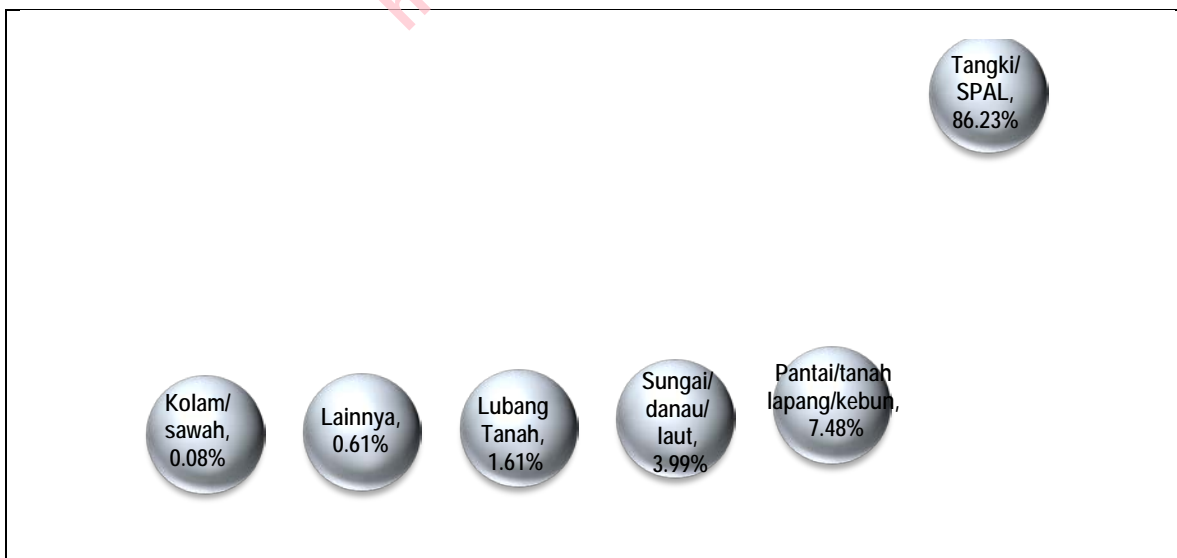 Tangki/
SPAL,
86.23%
Kolam/
sawah,
0.08%
Lainnya,
0.61%
Lubang
Tanah,
1.61%
Sungai/
danau/
laut,
3.99%
Pantai/tanah
lapang/kebun,
7.48%